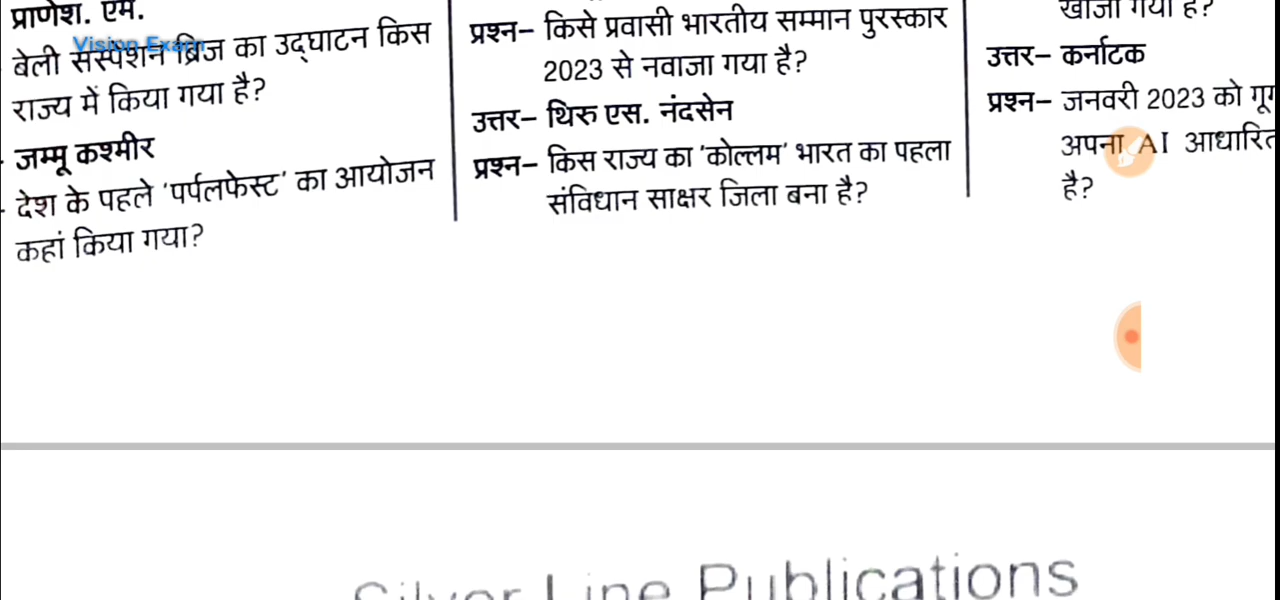 प्राणेश. एम.
Vision Exam
बेली सस्पेंशन ब्रिज का उद्घाटन किस
राज्य में किया गया है?
जम्मू कश्मीर
देश के पहले 'पर्पलफेस्ट' का आयोजन
कहां किया गया?
प्रश्न– किसे प्रवासी भारतीय सम्मान पुरस्कार
2023 से नवाजा गया है?
उत्तर– थिरु एस. नंदसेन
प्रश्न– किस राज्य का 'कोल्लम' भारत का पहला
संविधान साक्षर जिला बना है?
खोजा गया है?
उत्तर– कर्नाटक
प्रश्न– जनवरी 2023 को
अपना AI
है?
Silver Line Publications